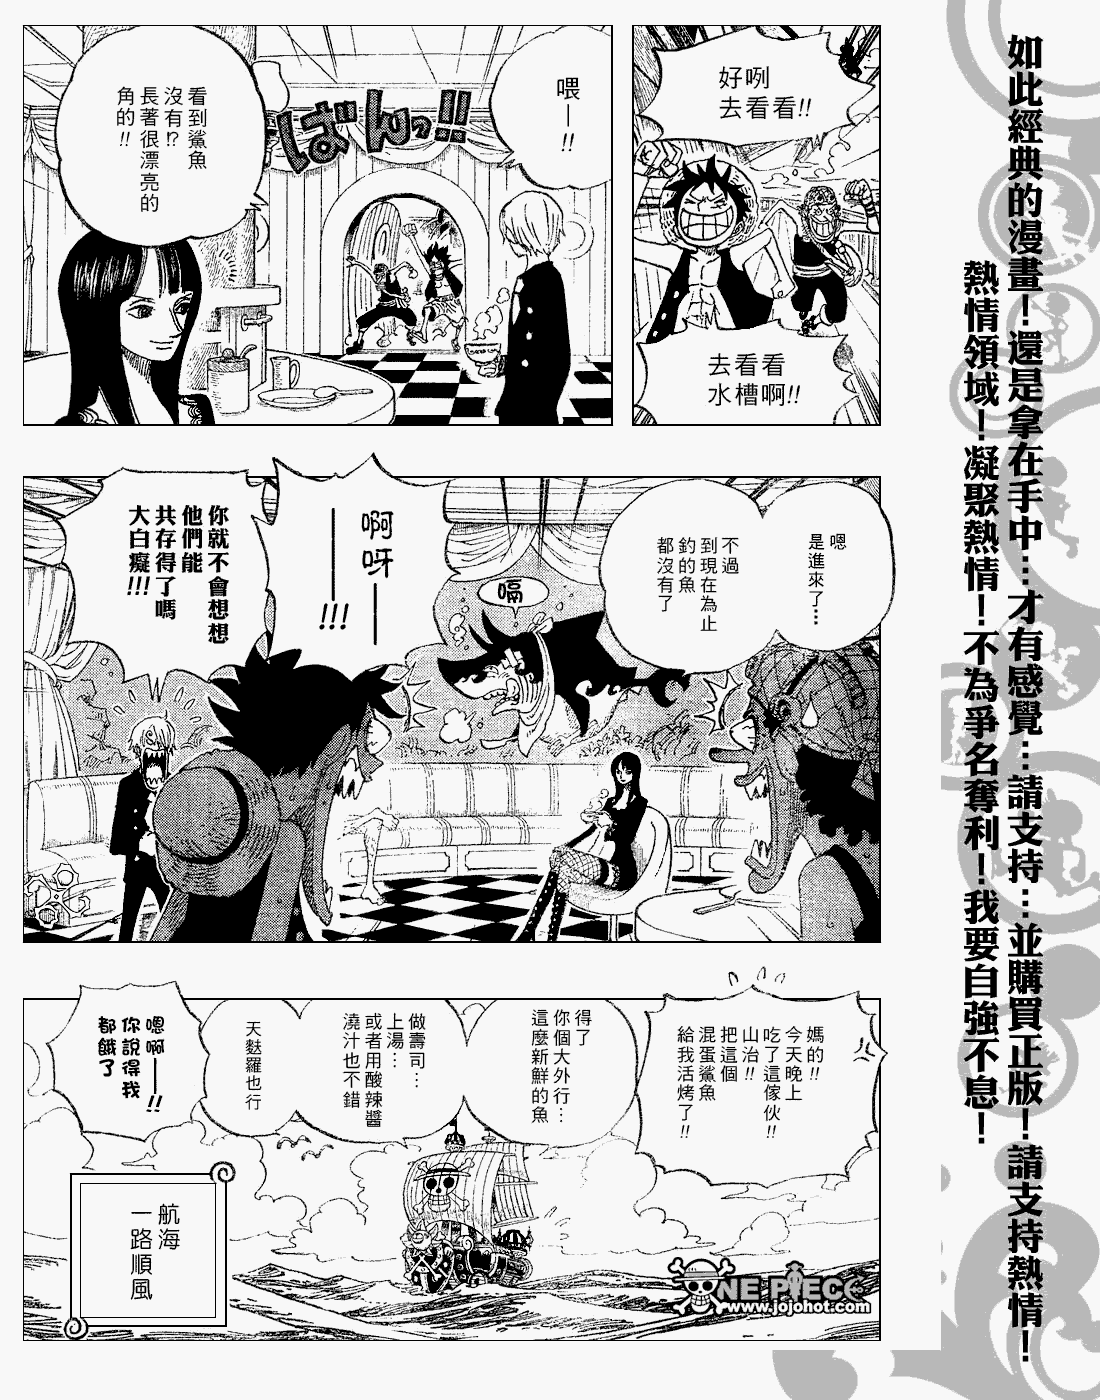 好咧
去看看!!
去看看
水槽啊!!
喂—!!
ばんっ!!
看到鯊魚
沒有!?
長著很漂亮的
角的!!
嗯
是進來了…
不過
到現在為止
釣的魚
都沒有了
嗝
啊呀——
——!!!
你就不會想想
他們能
共存得了嗎
大白癡!!!
媽的!!
今天晚上
吃了這傢伙!!
山治!!
把這個
混蛋鯊魚
給我活烤了!!
得了
你個大外行…
這麼新鮮的魚
做壽司…
上湯…
或者用酸辣醬
澆汁也不錯
天麩羅也行
嗯啊——!!
你說得我
都餓了
航海
一路順風
ONE PIECE
www.jojohot.com
如此經典的漫畫！還是拿在手中…才有感覺…請支持…並購買正版！請支持熱情！
熱情領域！凝聚熱情！不為爭名奪利！我要自強不息！